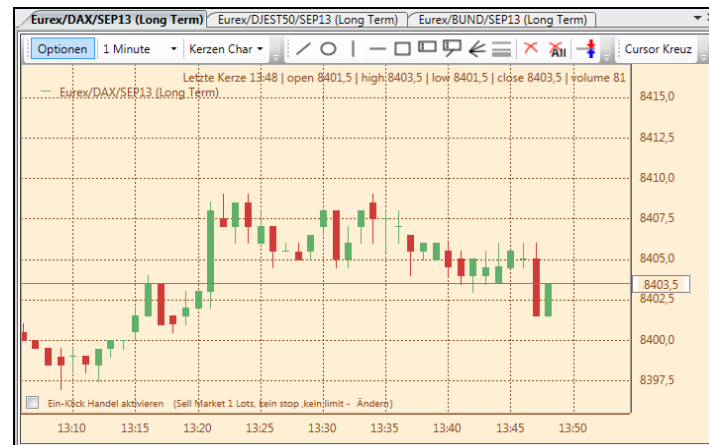 Eurex/DAX/SEP13 (Long Term) Eurex/DJEST50/SEP13 (Long Term) Eurex/BUND/SEP13 (Long Term)
Optionen 1 Minute Kerzen Char All Cursor Kreuz
Letzte Kerze 13:48 | open 8401,5 | high 8403,5 | low 8401,5 | close 8403,5 | volume 81
Eurex/DAX/SEP13 (Long Term)
8415,0
8412,5
8410,0
8407,5
8405,0
8403,5
8402,5
8400,0
8397,5
Ein-Klick Handel aktivieren (Sell Market 1 Lots, kein stop ,kein limit - Ändern)
13:10 13:15 13:20 13:25 13:30 13:35 13:40 13:45 13:50